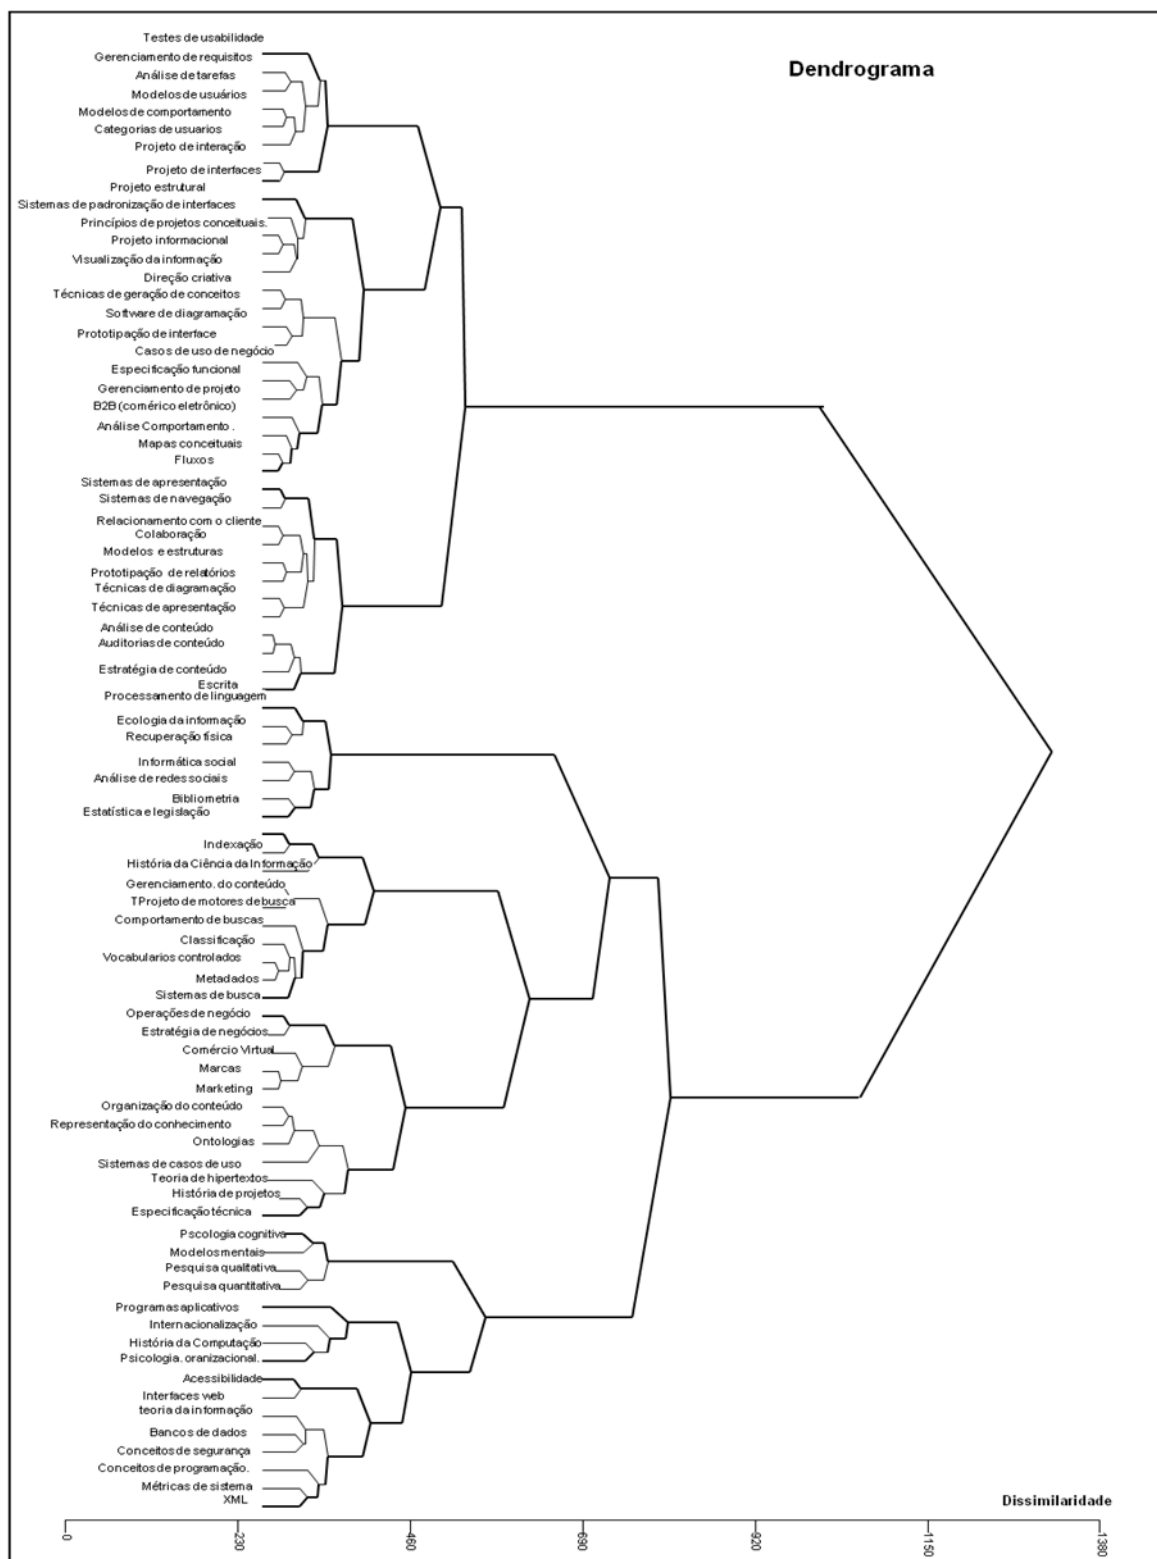 Testes de usabilidade
Dendrograma
Gerenciamento de requisitos
Análise de tarefas
Modelos de usuários
Modelos de comportamento
Categorias de usuarios
Projeto de interação
Projeto de interfaces
Projeto estrutural
Sistemas de padronização de interfaces
Princípios de projetos conceituais.
Projeto informacional
Visualização da informação
Direção criativa
Técnicas de geração de conceitos
Software de diagramação
Prototipação de interface
Casos de uso de negócio
Especificação funcional
Gerenciamento de projeto
B2B (comérico eletrônico)
Análise Comportamento .
Mapas conceituais
Fluxos
Sistemas de apresentação
Sistemas de navegação
Relacionamento com o cliente
Colaboração
Modelos e estruturas
Prototipação de relatórios
Técnicas de diagramação
Técnicas de apresentação
Análise de conteúdo
Auditorias de conteúdo
Estratégia de conteúdo
Escrita
Processamento de linguagem
Ecologia da informação
Recuperação física
Informática social
Análise de redes sociais
Bibliometria
Estatística e legislação
Indexação
História da Ciência da Informação
Gerenciamento. do conteúdo
TProjeto de motores de busca
Comportamento de buscas
Classificação
Vocabularios controlados
Metadados
Sistemas de busca
Operações de negócio
Estratégia de negócios
Comércio Virtual
Marcas
Marketing
Organização do conteúdo
Representação do conhecimento
Ontologias
Sistemas de casos de uso
Teoria de hipertextos
História de projetos
Especificação técnica
Pscologia cognitiva
Modelos mentais
Pesquisa qualitativa
Pesquisa quantitativa
Programas aplicativos
Internacionalização
História da Computação
Psicologia. oranizacional.
Acessibilidade
Interfaces web
teoria da informação
Bancos de dados
Conceitos de segurança
Conceitos de programação.
Métricas de sistema
XML
Dissimilaridade
0 230 460 690 920 1150 1380